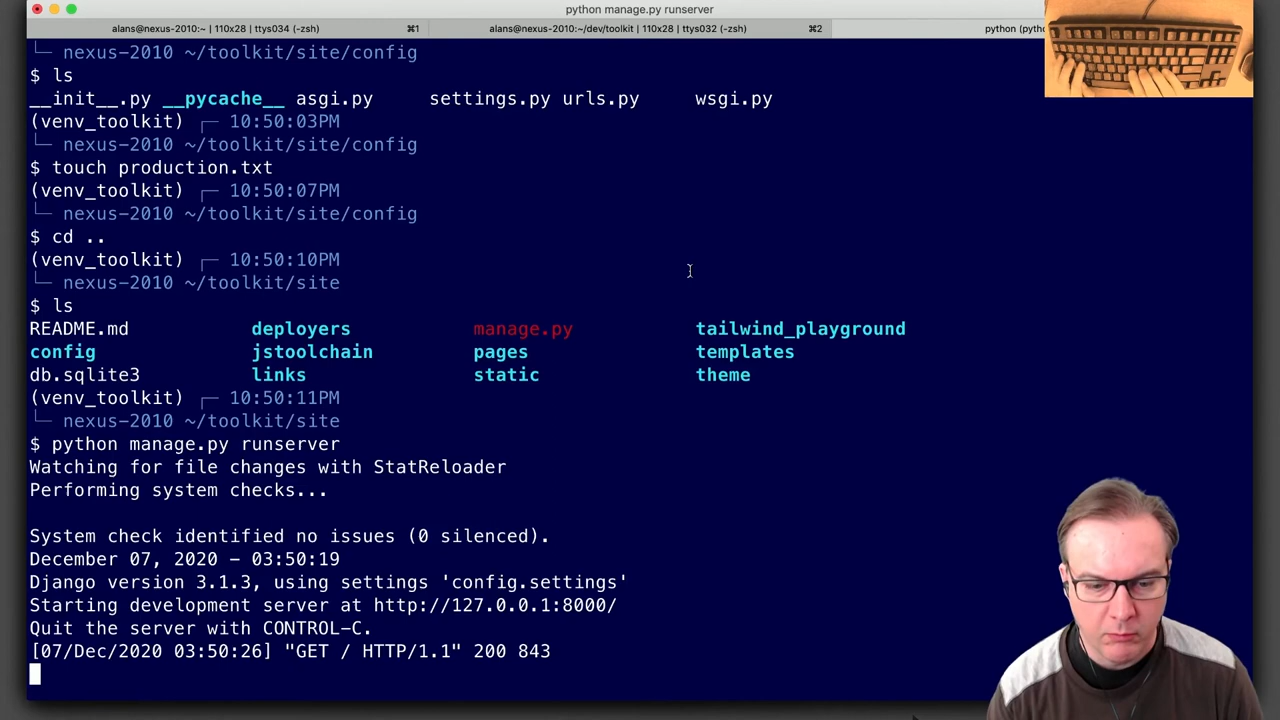 python manage.py runserver
alans@nexus-2010:~ | 110x28 | ttys034 (-zsh) ⌘1 alans@nexus-2010:~/dev/toolkit | 110x28 | ttys032 (-zsh) ⌘2 python (pytho
└─ nexus-2010 ~/toolkit/site/config
$ ls
__init__.py __pycache__ asgi.py settings.py urls.py wsgi.py
(venv_toolkit) ┌─ 10:50:03PM
└─ nexus-2010 ~/toolkit/site/config
$ touch production.txt
(venv_toolkit) ┌─ 10:50:07PM
└─ nexus-2010 ~/toolkit/site/config
$ cd ..
(venv_toolkit) ┌─ 10:50:10PM
└─ nexus-2010 ~/toolkit/site
$ ls
README.md deployers manage.py tailwind_playground
config jstoolchain pages templates
db.sqlite3 links static theme
(venv_toolkit) ┌─ 10:50:11PM
└─ nexus-2010 ~/toolkit/site
$ python manage.py runserver
Watching for file changes with StatReloader
Performing system checks...
System check identified no issues (0 silenced).
December 07, 2020 – 03:50:19
Django version 3.1.3, using settings 'config.settings'
Starting development server at http://127.0.0.1:8000/
Quit the server with CONTROL-C.
[07/Dec/2020 03:50:26] "GET / HTTP/1.1" 200 843